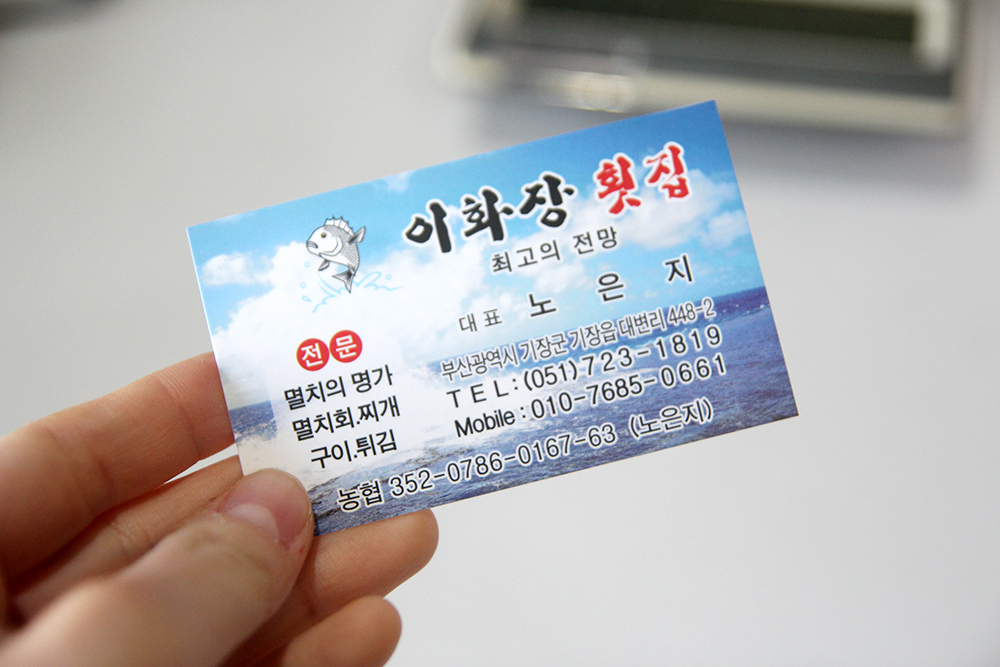 이화장 횟집
최고의 전망
대표 노은지
전문
멸치의 명가
멸치회.찌개
구이.튀김
부산광역시 기장군 기장읍 대변리 448-2
TEL:(051)723-1819
Mobile : 010-7685-0661
농협 352-0786-0167-63 (노은지)